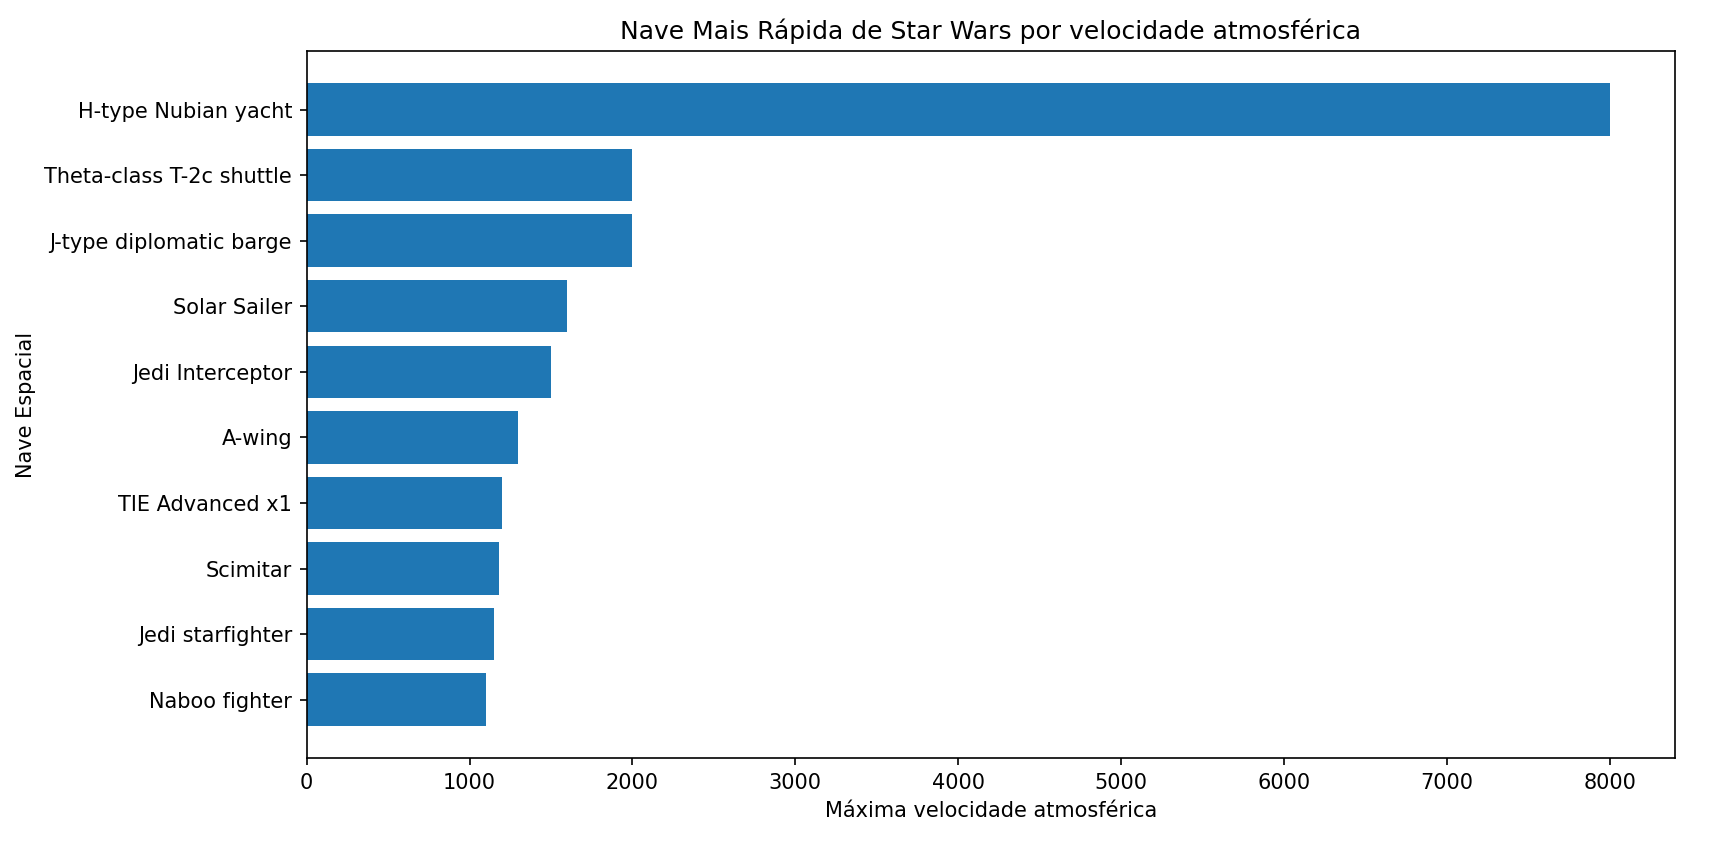 Nave Mais Rápida de Star Wars por velocidade atmosférica
Nave Espacial
H-type Nubian yacht
Theta-class T-2c shuttle
J-type diplomatic barge
Solar Sailer
Jedi Interceptor
A-wing
TIE Advanced x1
Scimitar
Jedi starfighter
Naboo fighter
0 1000 2000 3000 4000 5000 6000 7000 8000
Máxima velocidade atmosférica